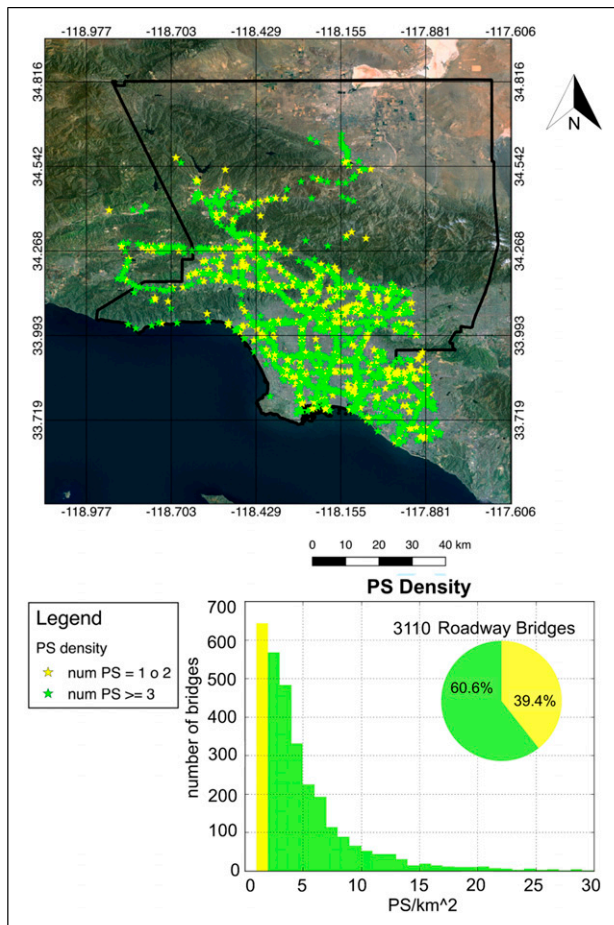 -118.977 -118.703 -118.429 -118.155 -117.881 -117.606
34.816 34.816
N
34.542 34.542
34.268 34.268
33.993 33.993
33.719 33.719
-118.977 -118.703 -118.429 -118.155 -117.881 -117.606
0 10 20 30 40 km
PS Density
Legend
PS density
num PS = 1 o 2
num PS >= 3
700
600
500
400
300
200
100
0
number of bridges
3110 Roadway Bridges
60.6%
39.4%
0 5 10 15 20 25 30
PS/km^2